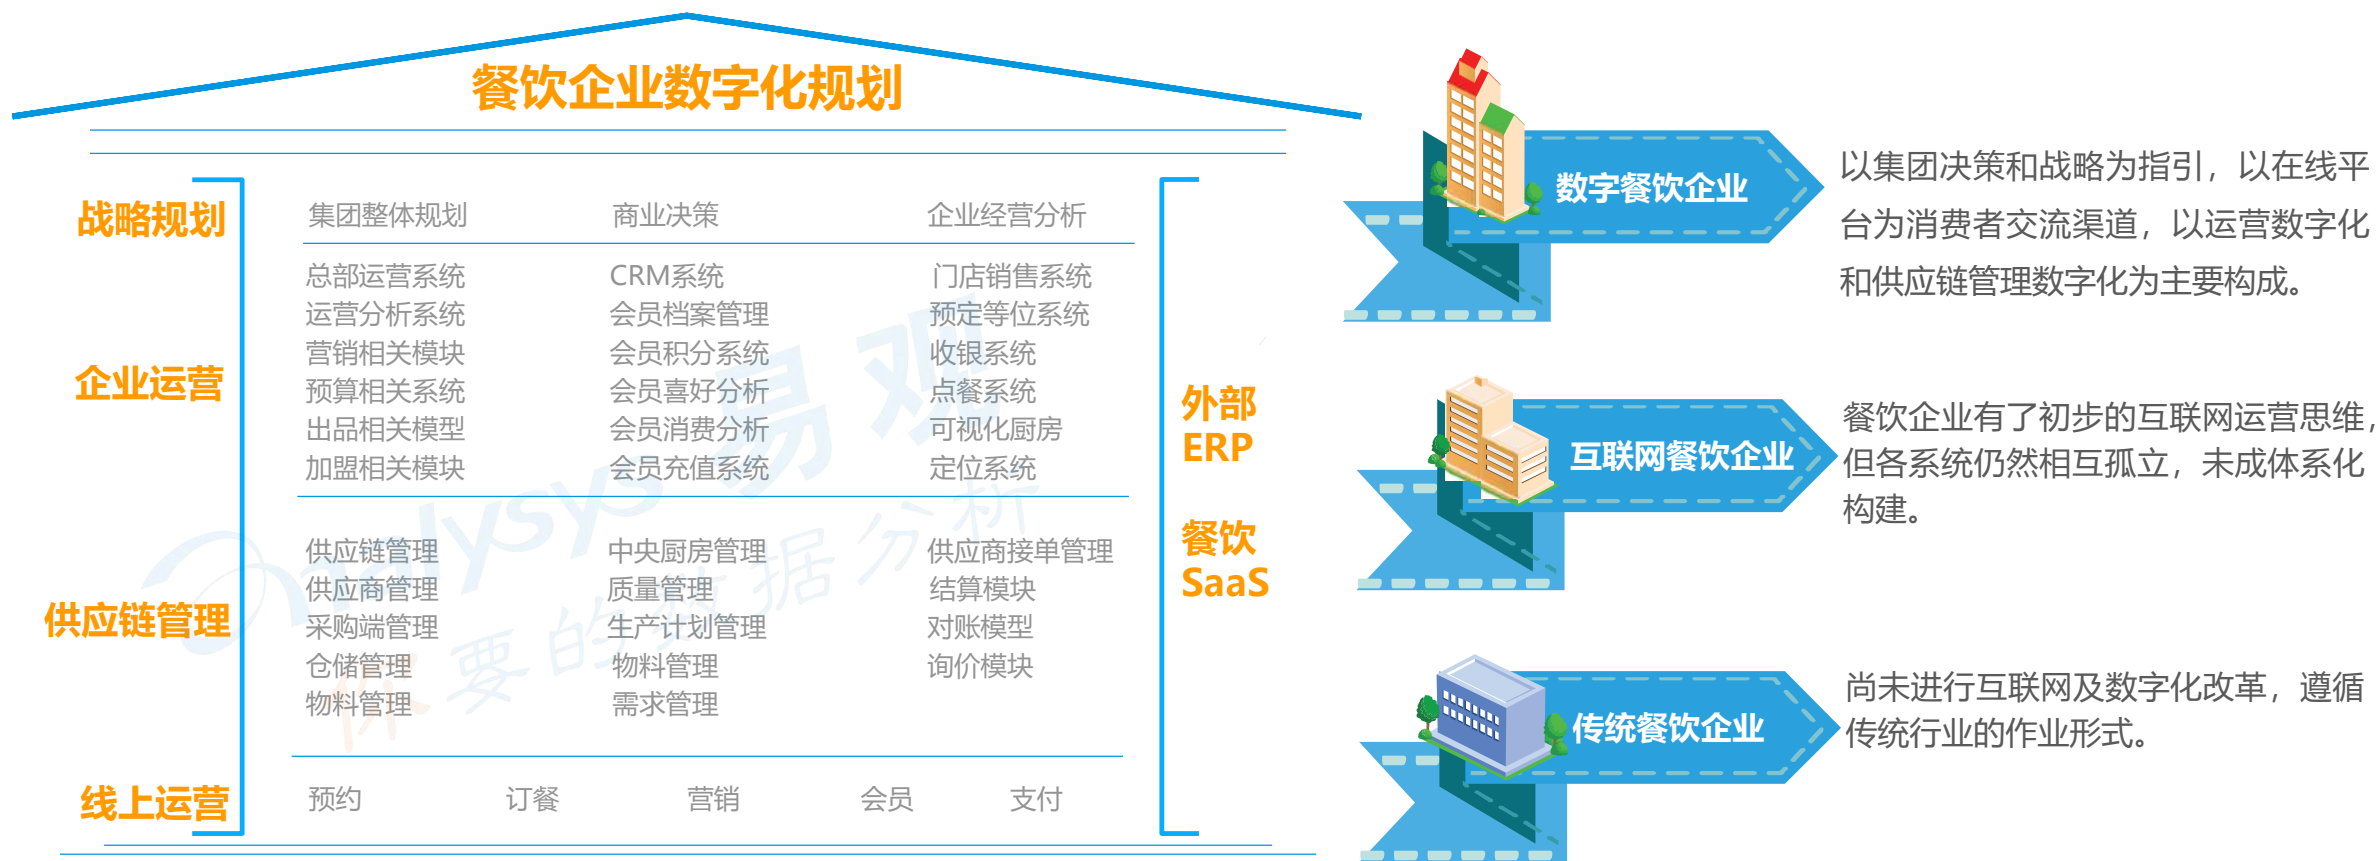 餐饮企业数字化规划
战略规划
集团整体规划 商业决策 企业经营分析
企业运营
总部运营系统 CRM系统 门店销售系统
运营分析系统 会员档案管理 预定等位系统
营销相关模块 会员积分系统 收银系统
预算相关系统 会员喜好分析 点餐系统
出品相关模型 会员消费分析 可视化厨房
加盟相关模块 会员充值系统 定位系统
供应链管理
供应链管理 中央厨房管理 供应商接单管理
供应商管理 质量管理 结算模块
采购端管理 生产计划管理 对账模型
仓储管理 物料管理 询价模块
物料管理 需求管理
线上运营
预约 订餐 营销 会员 支付
外部
ERP
餐饮
SaaS
analysys 易观
你要的数据分析
数字餐饮企业
以集团决策和战略为指引，以在线平
台为消费者交流渠道，以运营数字化
和供应链管理数字化为主要构成。
互联网餐饮企业
餐饮企业有了初步的互联网运营思维，
但各系统仍然相互孤立，未成体系化
构建。
传统餐饮企业
尚未进行互联网及数字化改革，遵循
传统行业的作业形式。